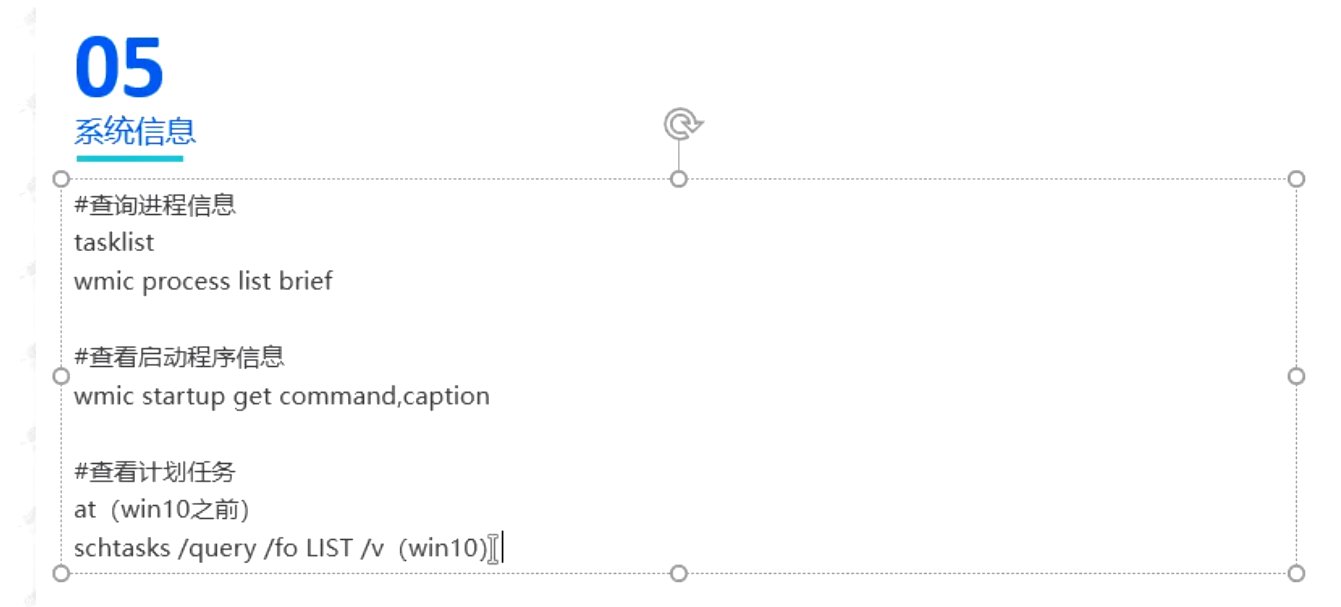 05
系统信息
#查询进程信息
tasklist
wmic process list brief
#查看启动程序信息
wmic startup get command,caption
#查看计划任务
at（win10之前）
schtasks /query /fo LIST /v（win10)